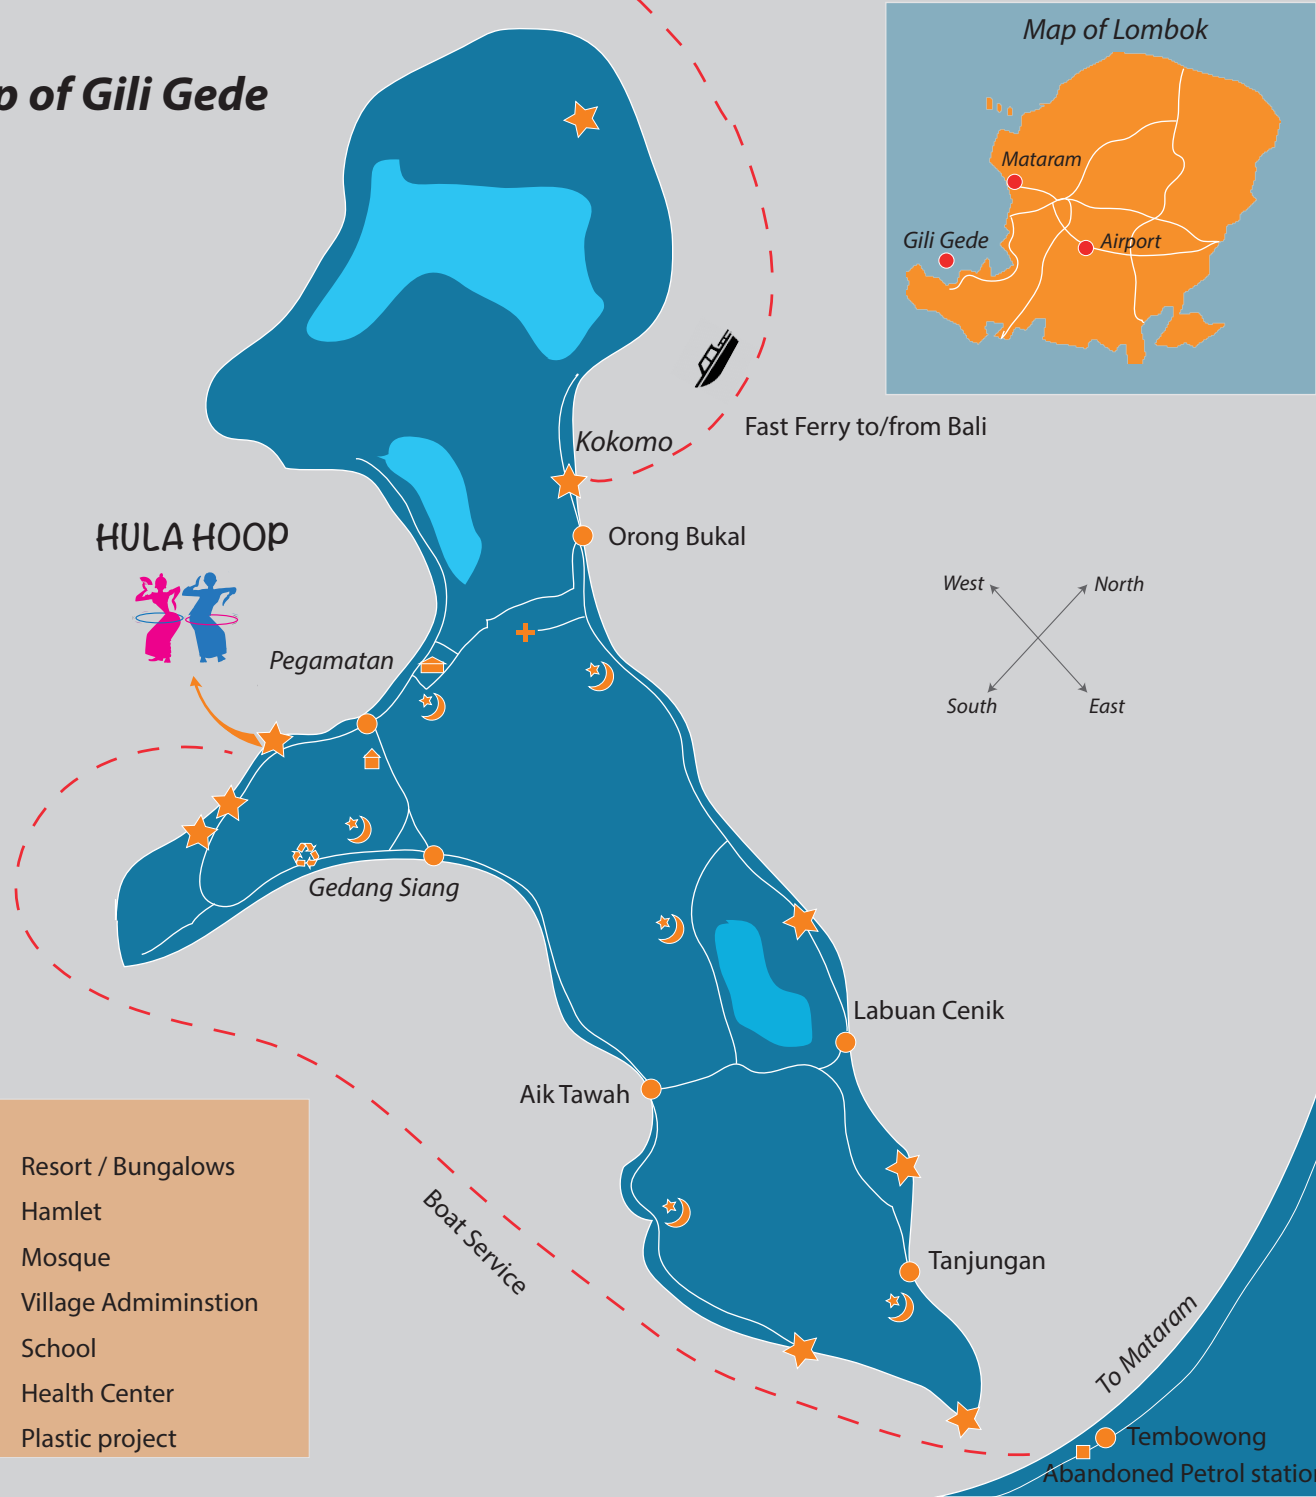 p of Gili Gede
Map of Lombok
Mataram
Gili Gede
Airport
Fast Ferry to/from Bali
Kokomo
Orong Bukal
HULA HOOP
West
North
South
East
Pegamatan
Gedang Siang
Labuan Cenik
Aik Tawah
Boat Service
Tanjungan
To Mataram
Tembowong
Abandoned Petrol station
Resort / Bungalows
Hamlet
Mosque
Village Admiminstion
School
Health Center
Plastic project